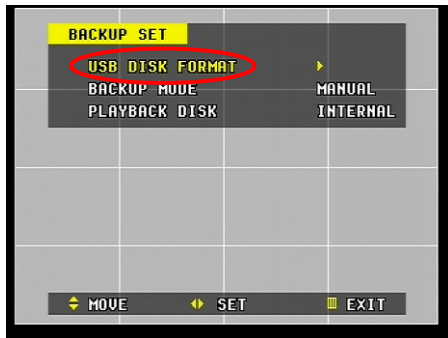 BACKUP SET
USB DISK FORMAT
BACKUP MODE MANUAL
PLAYBACK DISK INTERNAL
MOVE SET EXIT